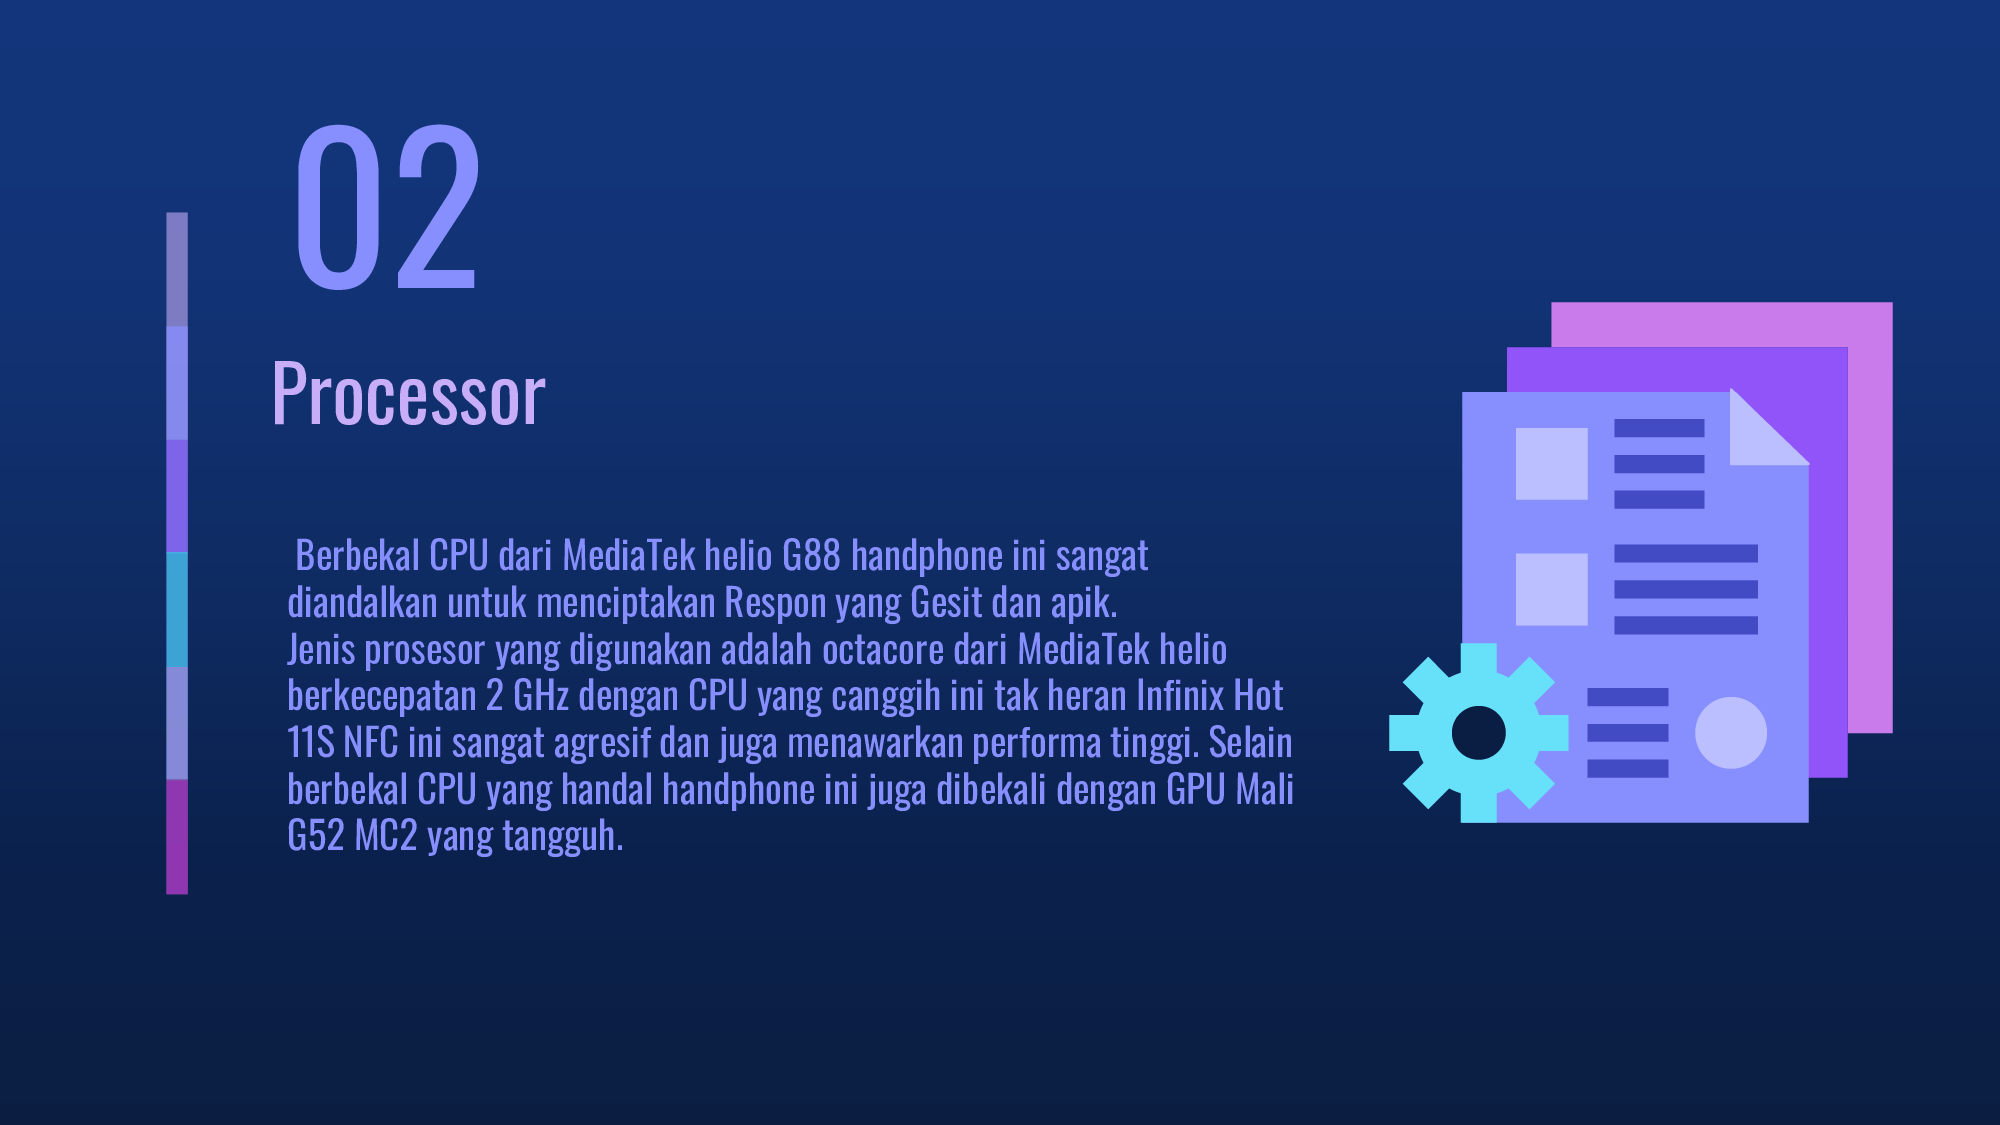 02
Processor
Berbekal CPU dari MediaTek helio G88 handphone ini sangat
diandalkan untuk menciptakan Respon yang Gesit dan apik.
Jenis prosesor yang digunakan adalah octacore dari MediaTek helio
berkecepatan 2 GHz dengan CPU yang canggih ini tak heran Infinix Hot
11S NFC ini sangat agresif dan juga menawarkan performa tinggi. Selain
berbekal CPU yang handal handphone ini juga dibekali dengan GPU Mali
G52 MC2 yang tangguh.